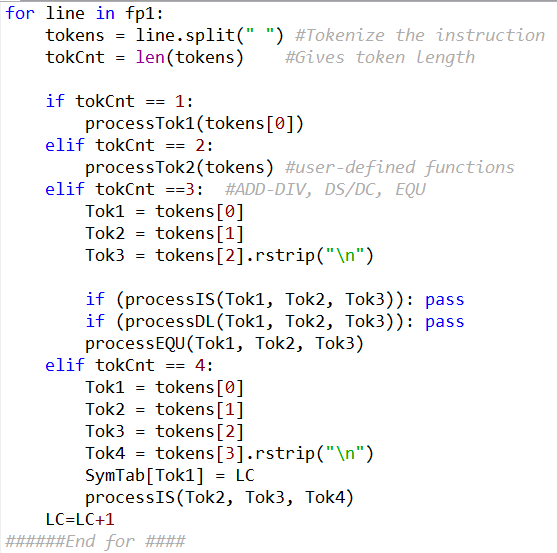 for line in fp1:
    tokens = line.split(" ") #Tokenize the instruction
    tokCnt = len(tokens)    #Gives token length

    if tokCnt == 1:
        processTok1(tokens[0])
    elif tokCnt == 2:
        processTok2(tokens) #user-defined functions
    elif tokCnt ==3:  #ADD-DIV, DS/DC, EQU
        Tok1 = tokens[0]
        Tok2 = tokens[1]
        Tok3 = tokens[2].rstrip("\n")

        if (processIS(Tok1, Tok2, Tok3)): pass
        if (processDL(Tok1, Tok2, Tok3)): pass
        processEQU(Tok1, Tok2, Tok3)
    elif tokCnt == 4:
        Tok1 = tokens[0]
        Tok2 = tokens[1]
        Tok3 = tokens[2]
        Tok4 = tokens[3].rstrip("\n")
        SymTab[Tok1] = LC
        processIS(Tok2, Tok3, Tok4)
    LC=LC+1
######End for ####